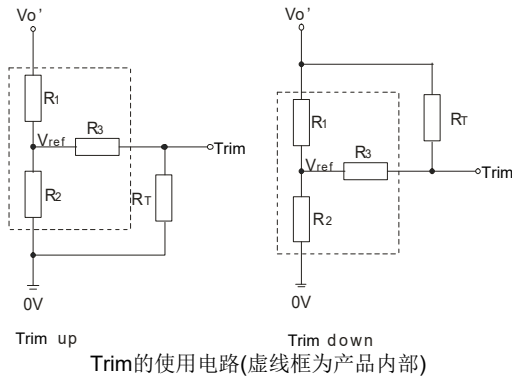 Vo'
R1
R3
Vref
Trim
R2
RT
0V
Trim up
Vo'
R1
RT
R3
Vref
Trim
R2
0V
Trim down
Trim的使用电路(虚线框为产品内部)